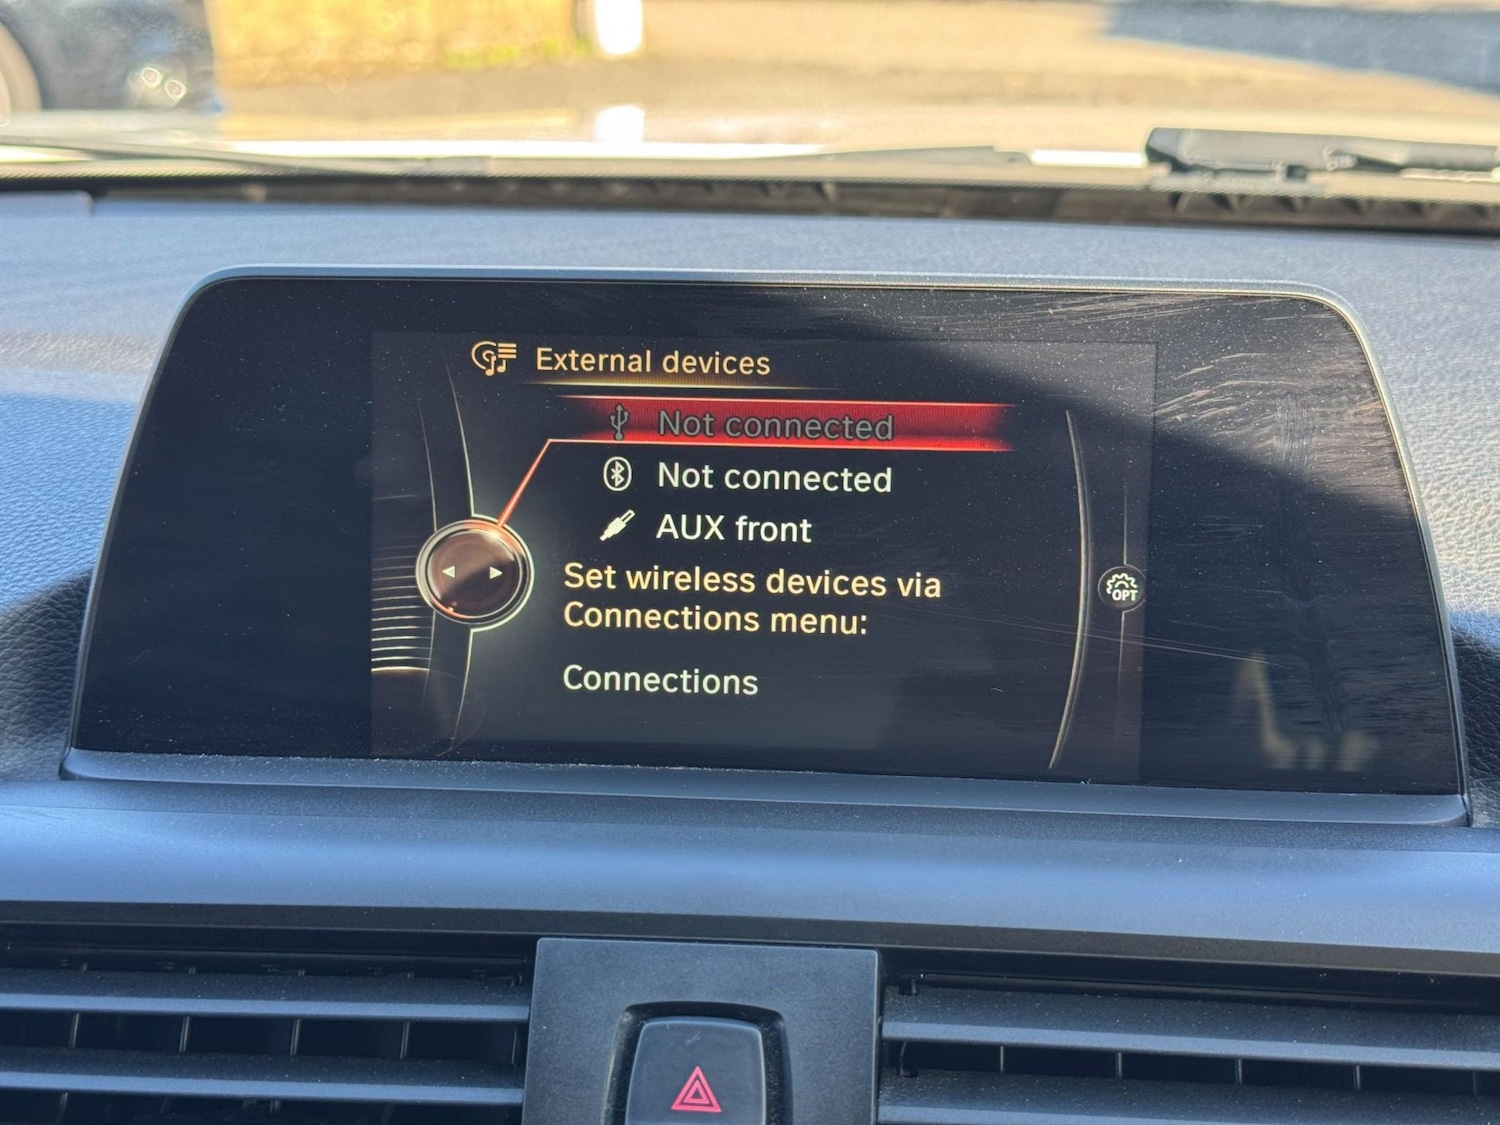 External devices
Not connected
Not connected
AUX front
Set wireless devices via
Connections menu:
Connections
OPT